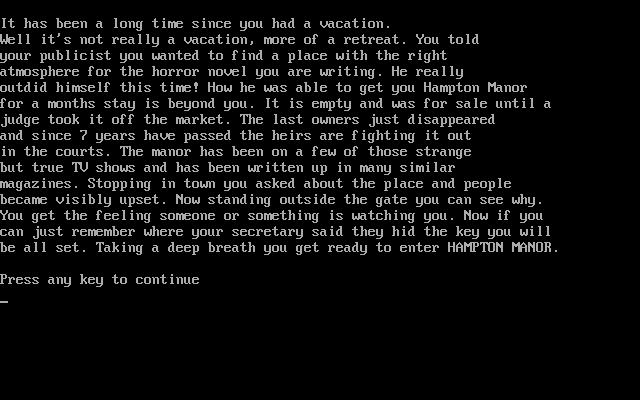 It has been a long time since you had a vacation.
Well it's not really a vacation, more of a retreat. You told
your publicist you wanted to find a place with the right
atmosphere for the horror novel you are writing. He really
outdid himself this time! How he was able to get you Hampton Manor
for a months stay is beyond you. It is empty and was for sale until a
judge took it off the market. The last owners just disappeared
and since 7 years have passed the heirs are fighting it out
in the courts. The manor has been on a few of those strange
but true TV shows and has been written up in many similar
magazines. Stopping in town you asked about the place and people
became visibly upset. Now standing outside the gate you can see why.
You get the feeling someone or something is watching you. Now if you
can just remember where your secretary said they hid the key you will
be all set. Taking a deep breath you get ready to enter HAMPTON MANOR.
Press any key to continue